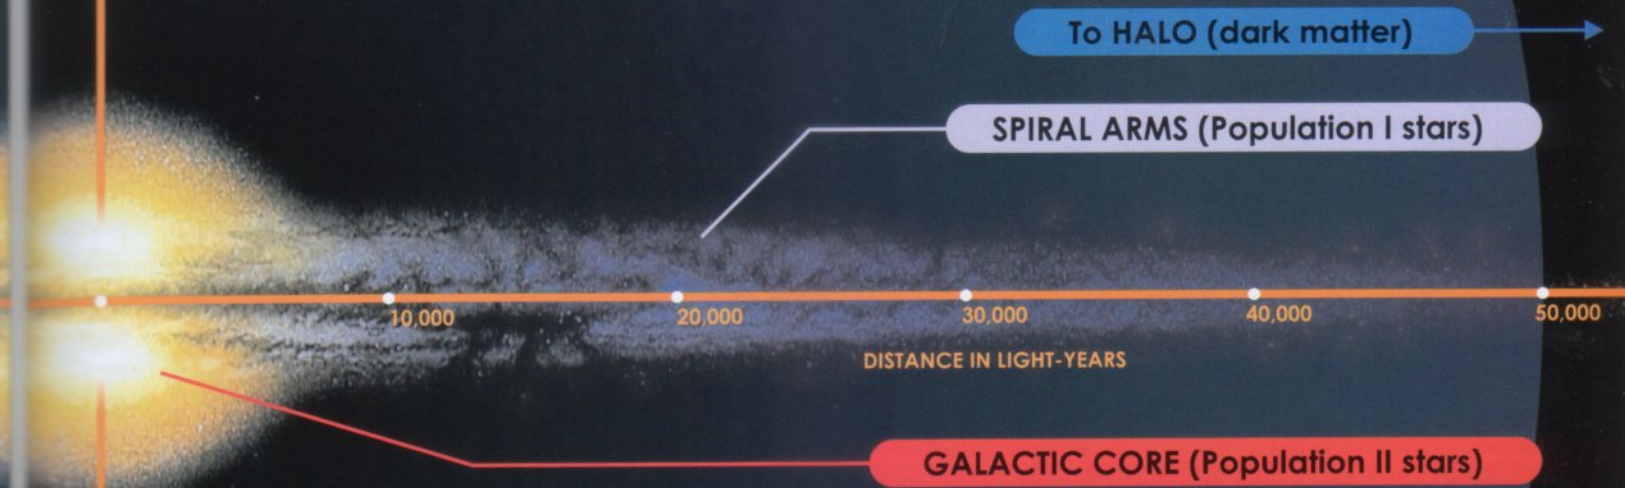 To HALO (dark matter)
SPIRAL ARMS (Population I stars)
10,000
20,000
30,000
40,000
50,000
DISTANCE IN LIGHT-YEARS
GALACTIC CORE (Population II stars)